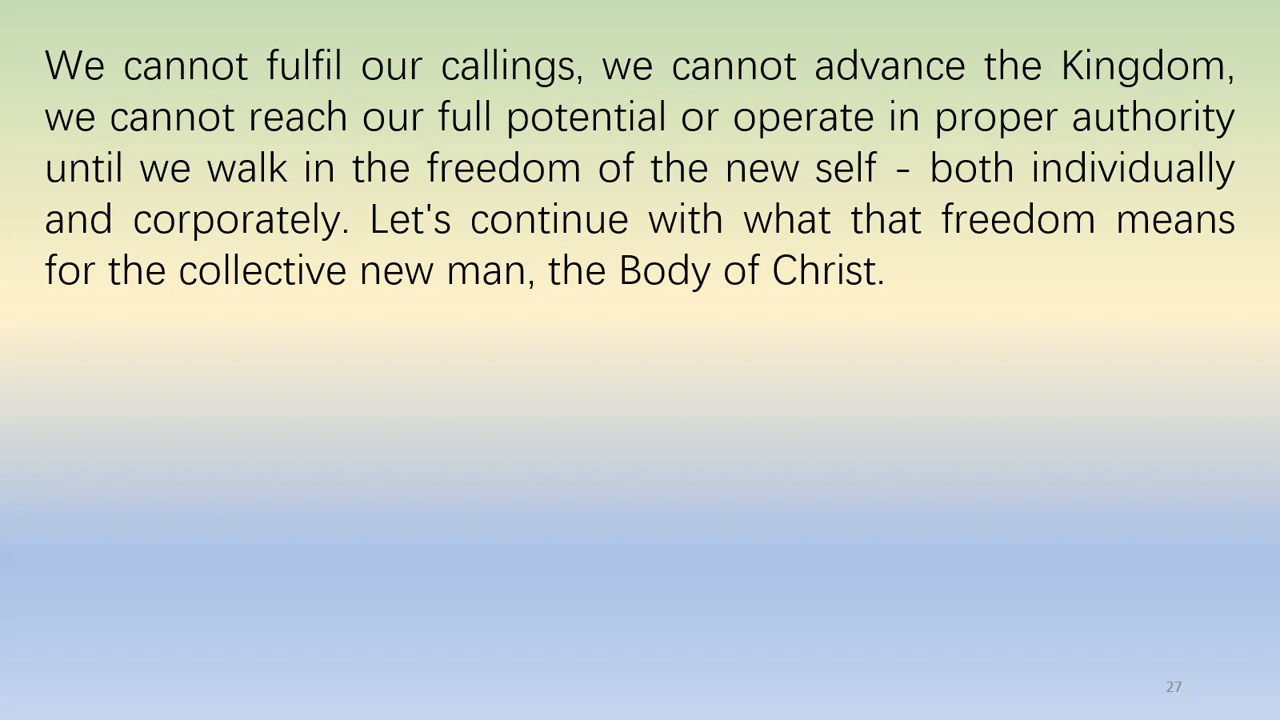 We cannot fulfil our callings, we cannot advance the Kingdom,
we cannot reach our full potential or operate in proper authority
until we walk in the freedom of the new self - both individually
and corporately. Let's continue with what that freedom means
for the collective new man, the Body of Christ.
27